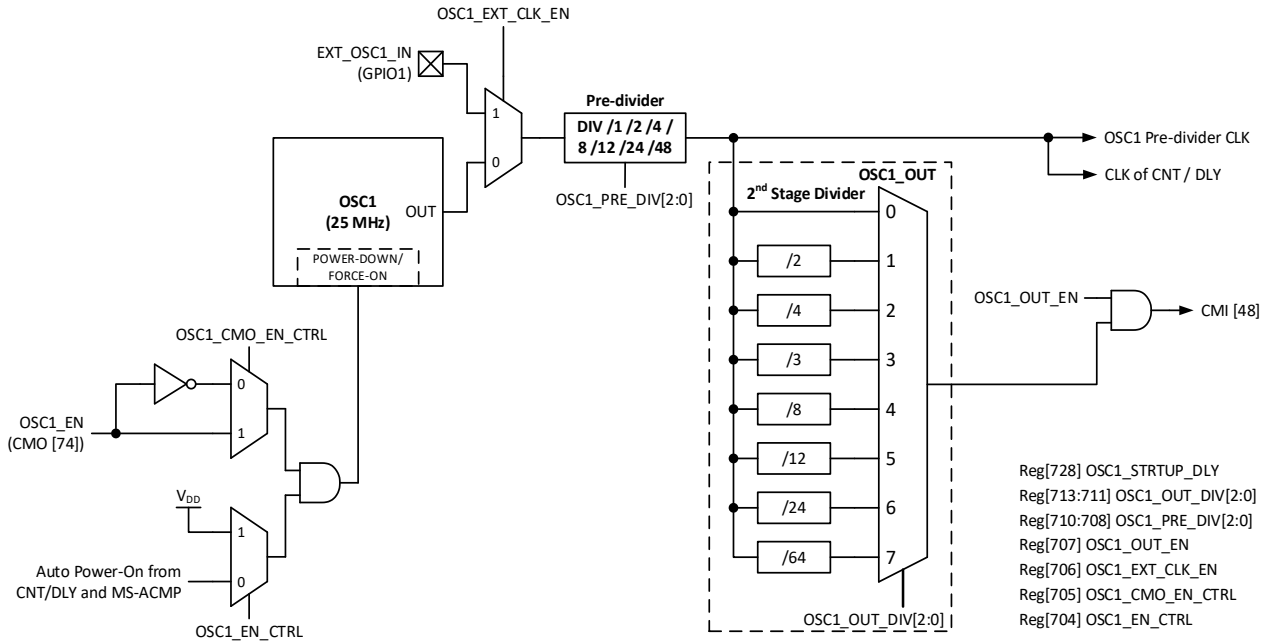 OSC1_EXT_CLK_EN
EXT_OSC1_IN
(GPIO1)
1
0
Pre-divider
DIV /1 /2 /4 /
8 /12 /24 /48
OSC1_PRE_DIV[2:0]
OSC1 Pre-divider CLK
CLK of CNT / DLY
OSC1
(25 MHz)
OUT
POWER-DOWN/
FORCE-ON
OSC1_OUT
2nd Stage Divider
0
/2
1
/4
2
/3
3
/8
4
/12
5
/24
6
/64
7
OSC1_OUT_DIV[2:0]
OSC1_OUT_EN
CMI [48]
OSC1_CMO_EN_CTRL
0
1
OSC1_EN
(CMO [74])
VDD
1
0
Auto Power-On from
CNT/DLY and MS-ACMP
OSC1_EN_CTRL
Reg[728] OSC1_STRTUP_DLY
Reg[713:711] OSC1_OUT_DIV[2:0]
Reg[710:708] OSC1_PRE_DIV[2:0]
Reg[707] OSC1_OUT_EN
Reg[706] OSC1_EXT_CLK_EN
Reg[705] OSC1_CMO_EN_CTRL
Reg[704] OSC1_EN_CTRL